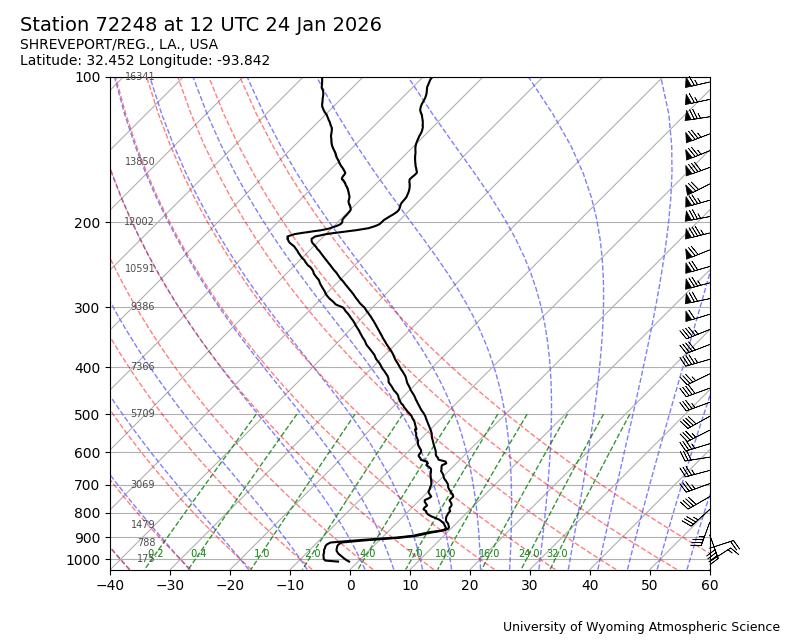 Station 72248 at 12 UTC 24 Jan 2026
SHREVEPORT/REG., LA., USA
Latitude: 32.452 Longitude: -93.842
100 16341
13850
200 12002
10591
300 9386
400 7366
500 5709
600
700 3069
800
1479
900 788
0.2 0.4 1.0 2.0 4.0 7.0 10.0 16.0 24.0 32.0
1000 175
−40 −30 −20 −10 0 10 20 30 40 50 60
University of Wyoming Atmospheric Science